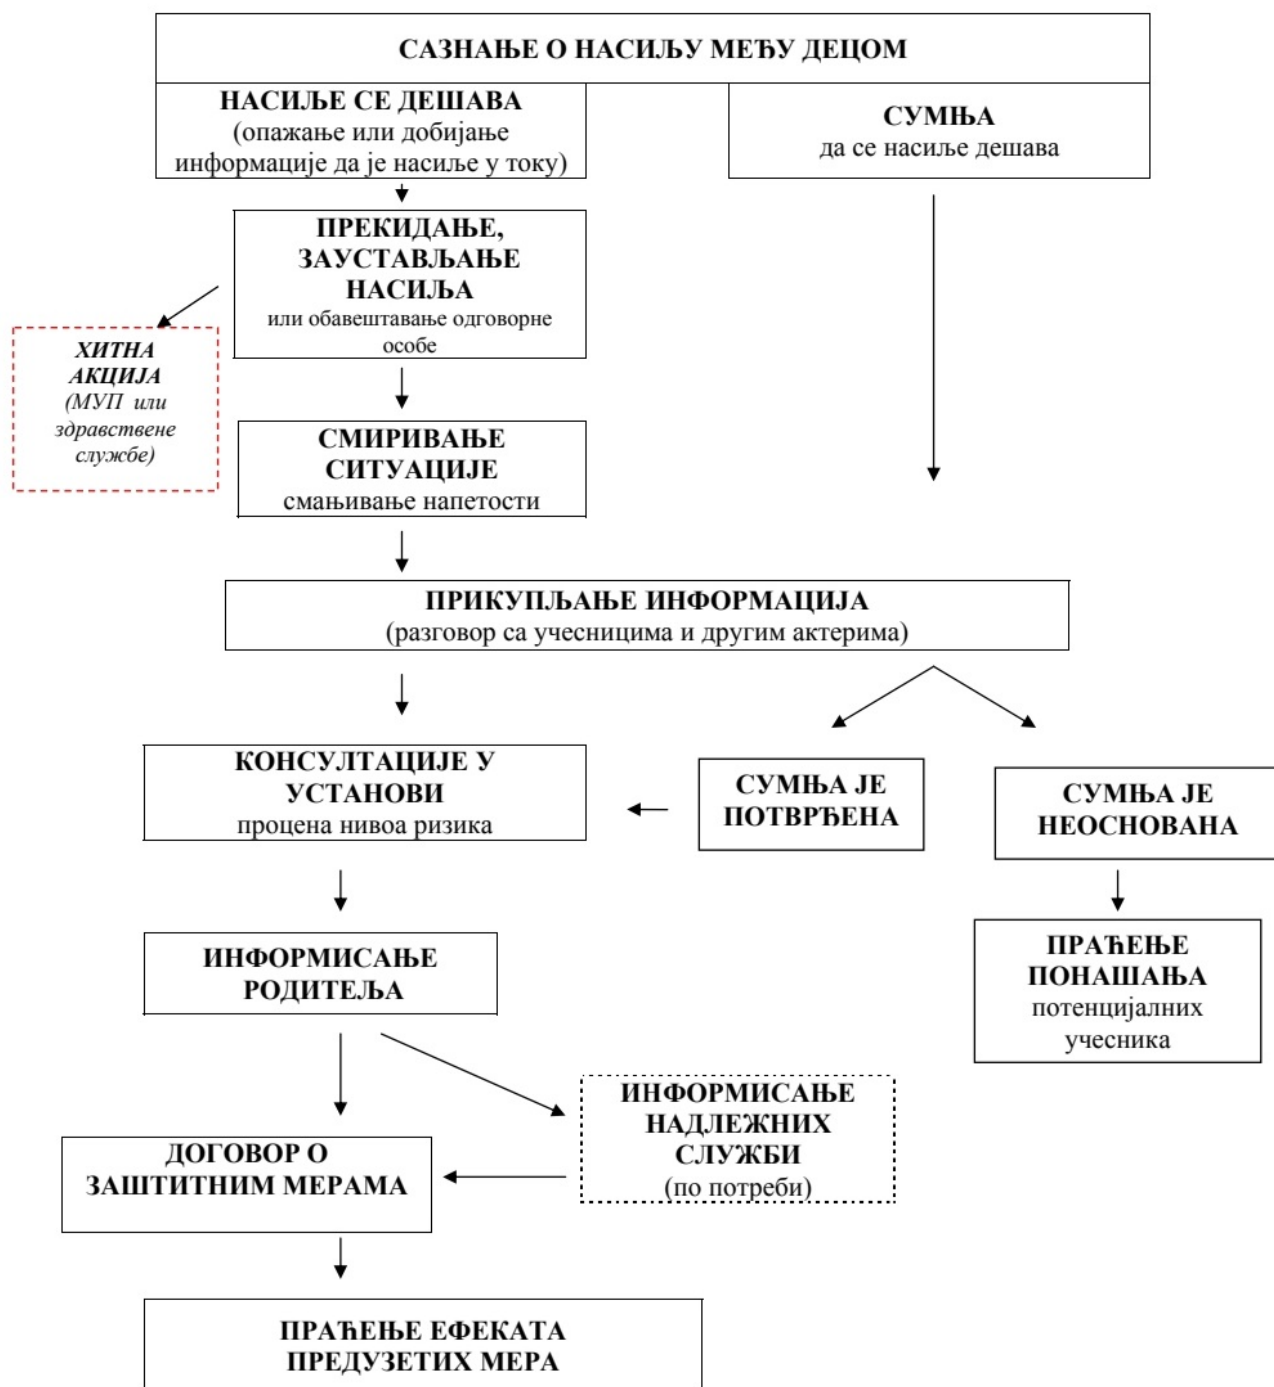 САЗНАЊЕ О НАСИЉУ МЕЂУ ДЕЦОМ
НАСИЉЕ СЕ ДЕШАВА
(опажање или добијање
информације да је насиље у току)
СУМЊА
да се насиље дешава
ПРЕКИДАЊЕ,
ЗАУСТАВЉАЊЕ
НАСИЉА
или обавештавање одговорне
особе
ХИТНА
АКЦИЈА
(МУП или
здравствене
службе)
СМИРИВАЊЕ
СИТУАЦИЈЕ
смањивање напетости
ПРИКУПЉАЊЕ ИНФОРМАЦИЈА
(разговор са учесницима и другим актерима)
КОНСУЛТАЦИЈЕ У
УСТАНОВИ
процена нивоа ризика
СУМЊА ЈЕ
ПОТВРЂЕНА
СУМЊА ЈЕ
НЕОСНОВАНА
ИНФОРМИСАЊЕ
РОДИТЕЉА
ПРАЋЕЊЕ
ПОНАШАЊА
потенцијалних
учесника
ИНФОРМИСАЊЕ
НАДЛЕЖНИХ
СЛУЖБИ
(по потреби)
ДОГОВОР О
ЗАШТИТНИМ МЕРАМА
ПРАЋЕЊЕ ЕФЕКАТА
ПРЕДУЗЕТИХ МЕРА